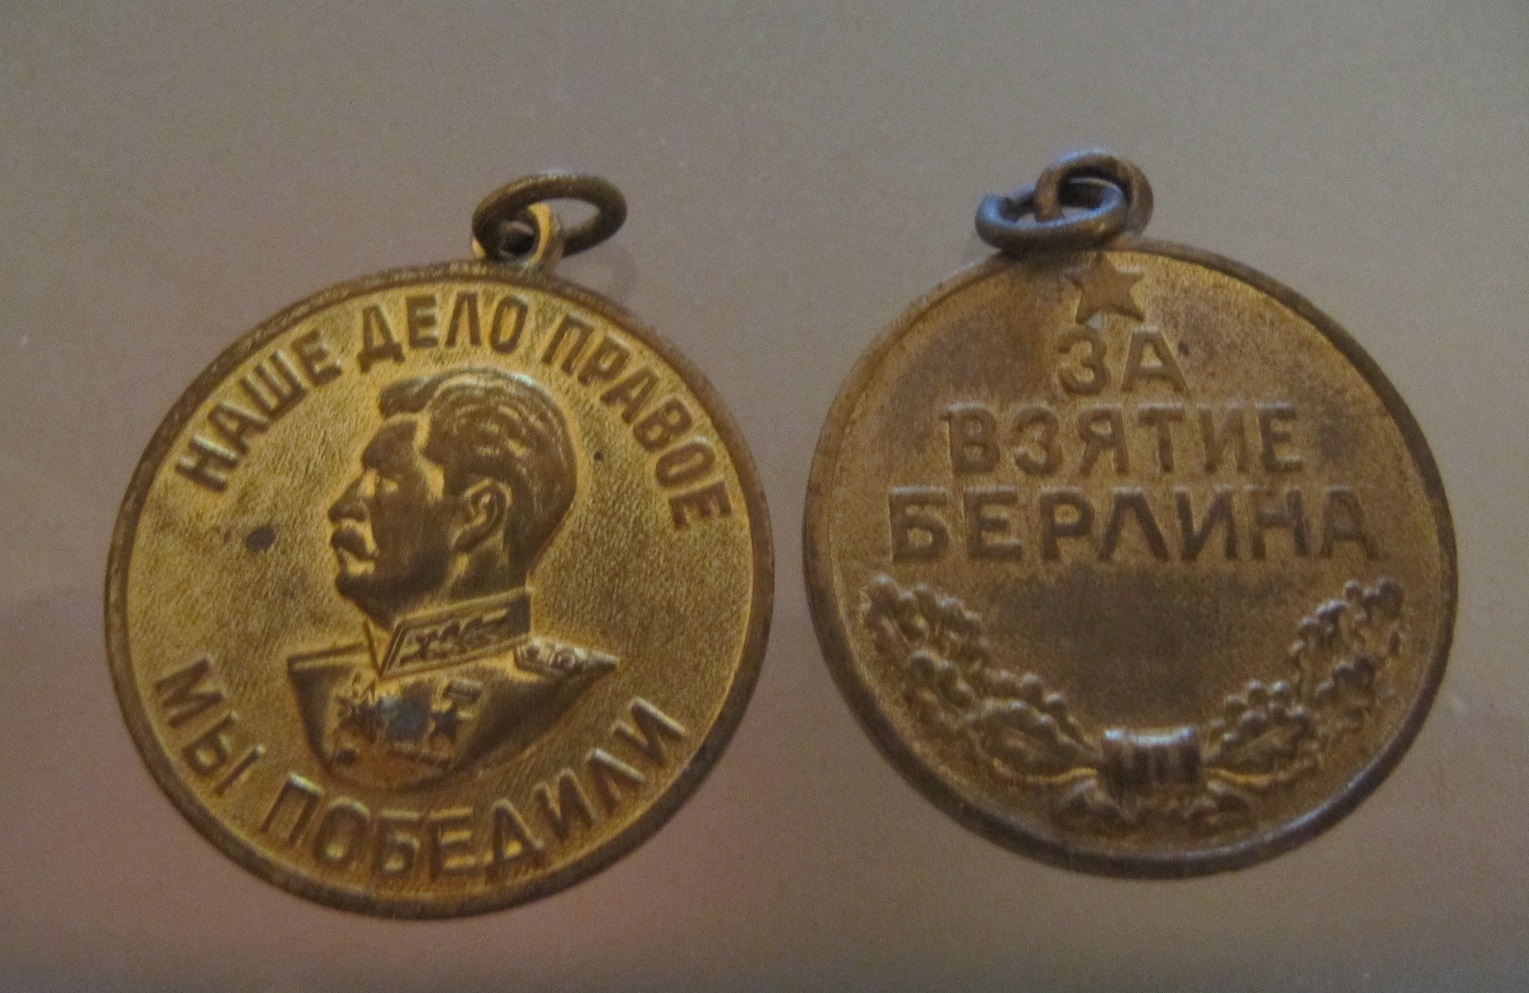 НАШЕ ДЕЛО ПРАВОЕ
МЫ ПОБЕДИЛИ
ЗА
ВЗЯТИЕ
БЕРЛИНА